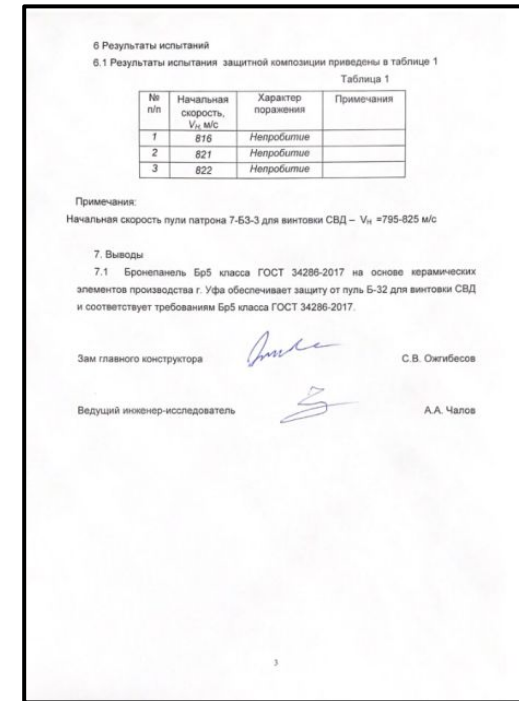 6 Результаты испытаний
6.1 Результаты испытания защитной композиции приведены в таблице 1
Таблица 1
№ п/п Начальная скорость, Vн, м/с Характер поражения Примечания
1 816 Непробитие
2 821 Непробитие
3 822 Непробитие
Примечания:
Начальная скорость пули патрона 7-БЗ-3 для винтовки СВД – Vн =795-825 м/с
7. Выводы
7.1 Бронепанель Бр5 класса ГОСТ 34286-2017 на основе керамических
элементов производства г. Уфа обеспечивает защиту от пуль Б-32 для винтовки СВД
и соответствует требованиям Бр5 класса ГОСТ 34286-2017.
Зам главного конструктора С.В. Ожгибесов
Ведущий инженер-исследователь А.А. Чалов
3